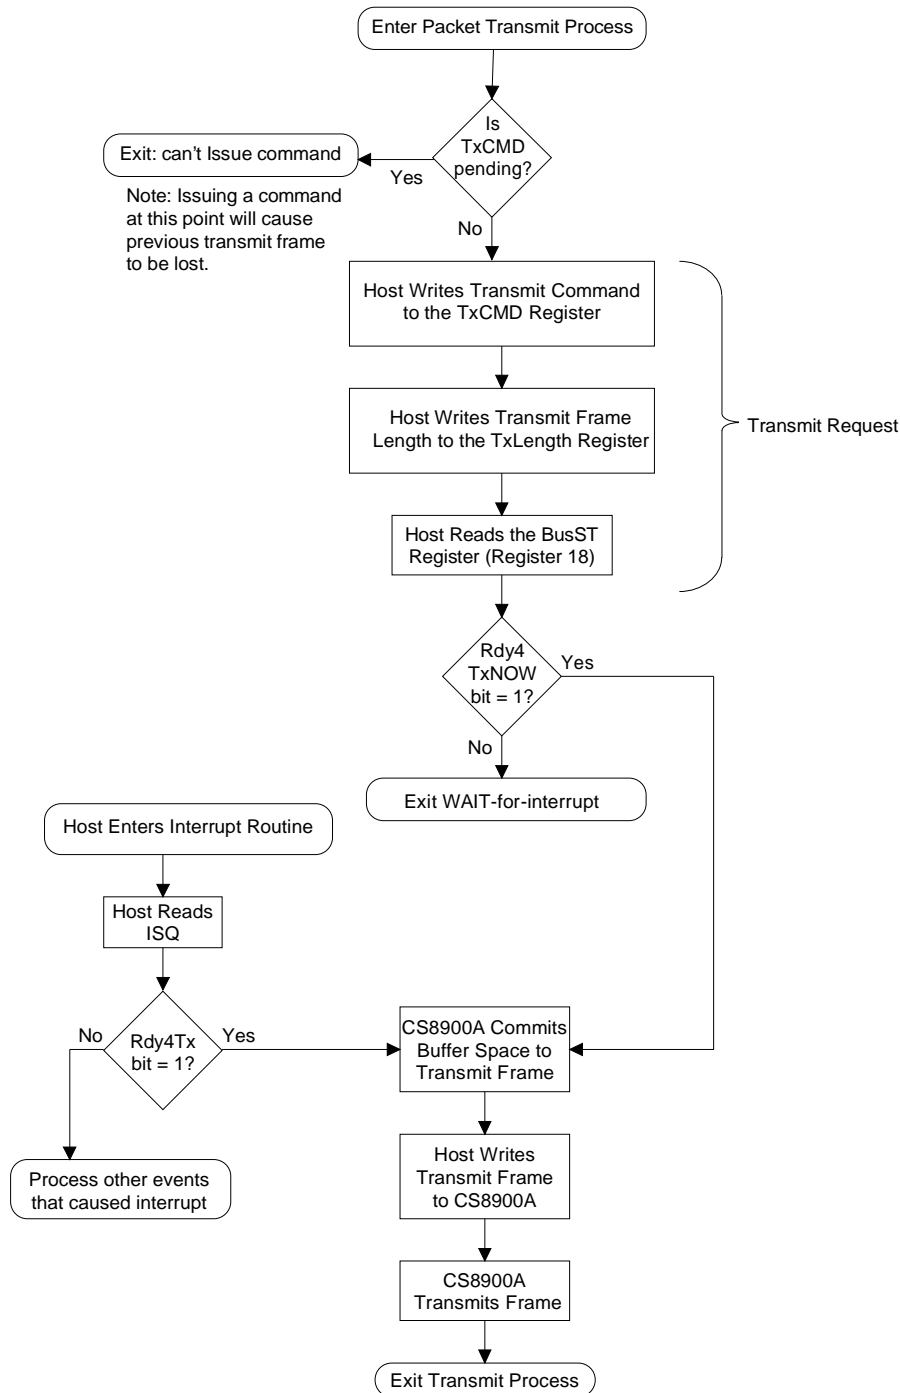 Enter Packet Transmit Process
Is
TxCMD
pending?
Exit: can't Issue command
Yes
Note: Issuing a command
at this point will cause
previous transmit frame
to be lost.
No
Host Writes Transmit Command
to the TxCMD Register
Host Writes Transmit Frame
Length to the TxLength Register
Transmit Request
Host Reads the BusST
Register (Register 18)
Rdy4
TxNOW
bit = 1?
Yes
No
Exit WAIT-for-interrupt
Host Enters Interrupt Routine
Host Reads
ISQ
Rdy4Tx
bit = 1?
No
Yes
CS8900A Commits
Buffer Space to
Transmit Frame
Process other events
that caused interrupt
Host Writes
Transmit Frame
to CS8900A
CS8900A
Transmits Frame
Exit Transmit Process